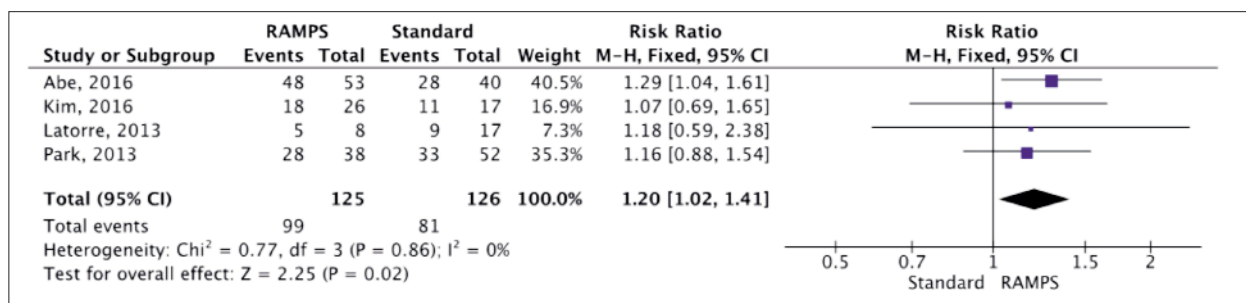 RAMPS Standard Risk Ratio Risk Ratio
Study or Subgroup Events Total Events Total Weight M-H, Fixed, 95% CI M-H, Fixed, 95% CI
Abe, 2016 48 53 28 40 40.5% 1.29 [1.04, 1.61]
Kim, 2016 18 26 11 17 16.9% 1.07 [0.69, 1.65]
Latorre, 2013 5 8 9 17 7.3% 1.18 [0.59, 2.38]
Park, 2013 28 38 33 52 35.3% 1.16 [0.88, 1.54]
Total (95% CI) 125 126 100.0% 1.20 [1.02, 1.41]
Total events 99 81
Heterogeneity: Chi² = 0.77, df = 3 (P = 0.86); I² = 0%
Test for overall effect: Z = 2.25 (P = 0.02)
0.5 0.7 1 1.5 2
Standard RAMPS